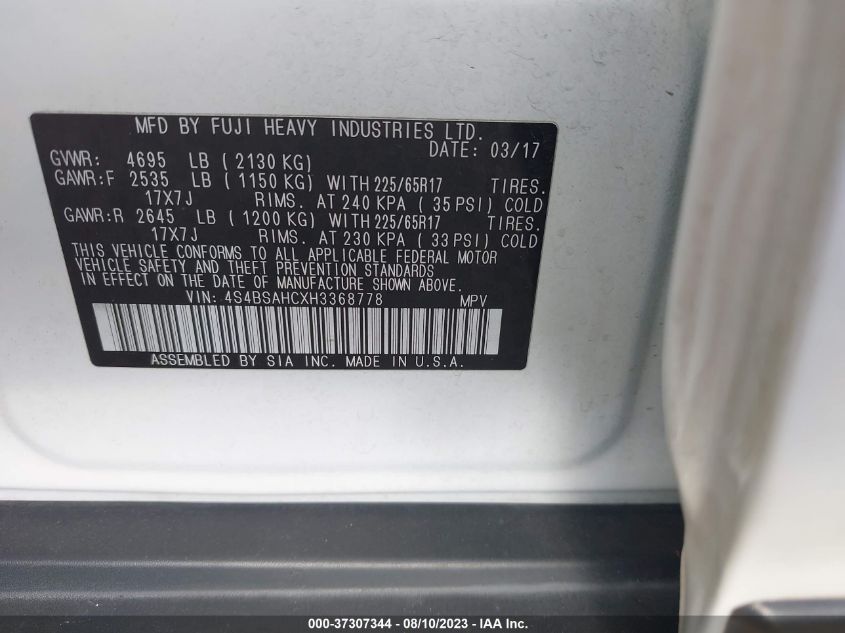 MFD BY FUJI HEAVY INDUSTRIES LTD.
DATE: 03/17
GVWR: 4695 LB ( 2130 KG)
GAWR:F 2535 LB ( 1150 KG) WITH 225/65R17 TIRES.
17X7J RIMS. AT 240 KPA ( 35 PSI) COLD
GAWR:R 2645 LB ( 1200 KG) WITH 225/65R17 TIRES.
17X7J RIMS. AT 230 KPA ( 33 PSI) COLD
THIS VEHICLE CONFORMS TO ALL APPLICABLE FEDERAL MOTOR
VEHICLE SAFETY AND THEFT PREVENTION STANDARDS
IN EFFECT ON THE DATE OF MANUFACTURE SHOWN ABOVE.
VIN: 4S4BSAHCXH3368778 MPV
ASSEMBLED BY SIA INC. MADE IN U.S.A.
000-37307344 — 08/10/2023 — © IAA, Inc.